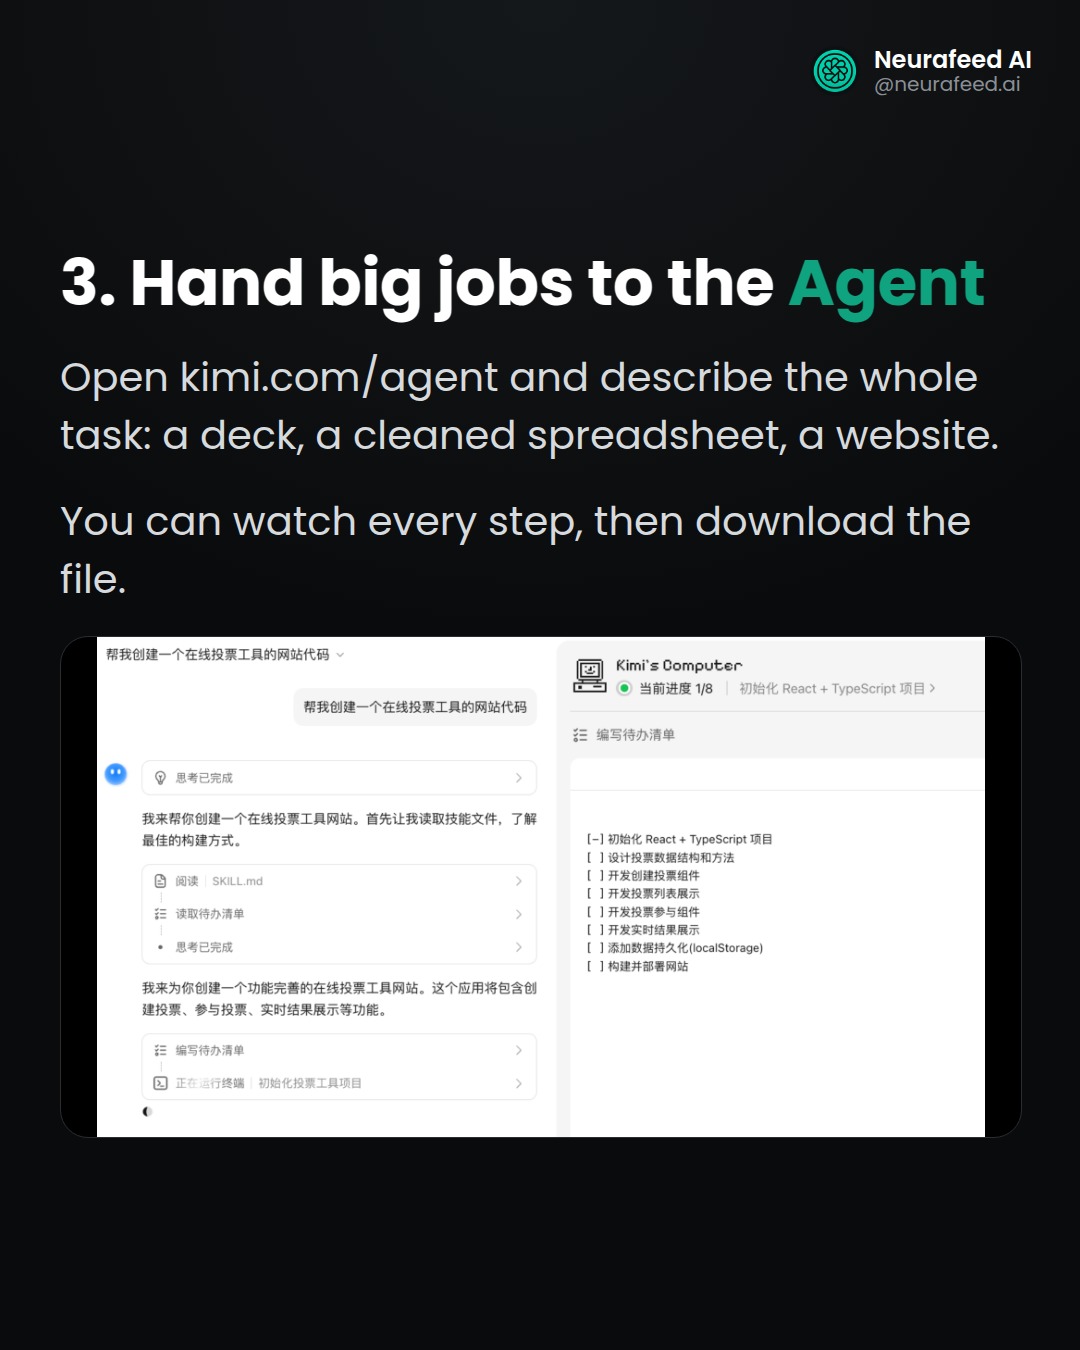 Neurafeed AI
@neurafeed.ai
3. Hand big jobs to the Agent
Open kimi.com/agent and describe the whole
task: a deck, a cleaned spreadsheet, a website.
You can watch every step, then download the
file.
帮我创建一个在线投票工具的网站代码
帮我创建一个在线投票工具的网站代码
思考已完成
我来帮你创建一个在线投票工具网站。首先让我读取技能文件，了解
最佳的构建方式。
阅读 SKILL.md
读取待办清单
思考已完成
我来为你创建一个功能完善的在线投票工具网站。这个应用将包含创
建投票、参与投票、实时结果展示等功能。
编写待办清单
正在运行终端 初始化投票工具项目
Kimi's Computer
当前进度 1/8 初始化 React + TypeScript 项目
编写待办清单
[-] 初始化 React + TypeScript 项目
[ ] 设计投票数据结构和方法
[ ] 开发创建投票组件
[ ] 开发投票列表展示
[ ] 开发投票参与组件
[ ] 开发实时结果展示
[ ] 添加数据持久化(localStorage)
[ ] 构建并部署网站